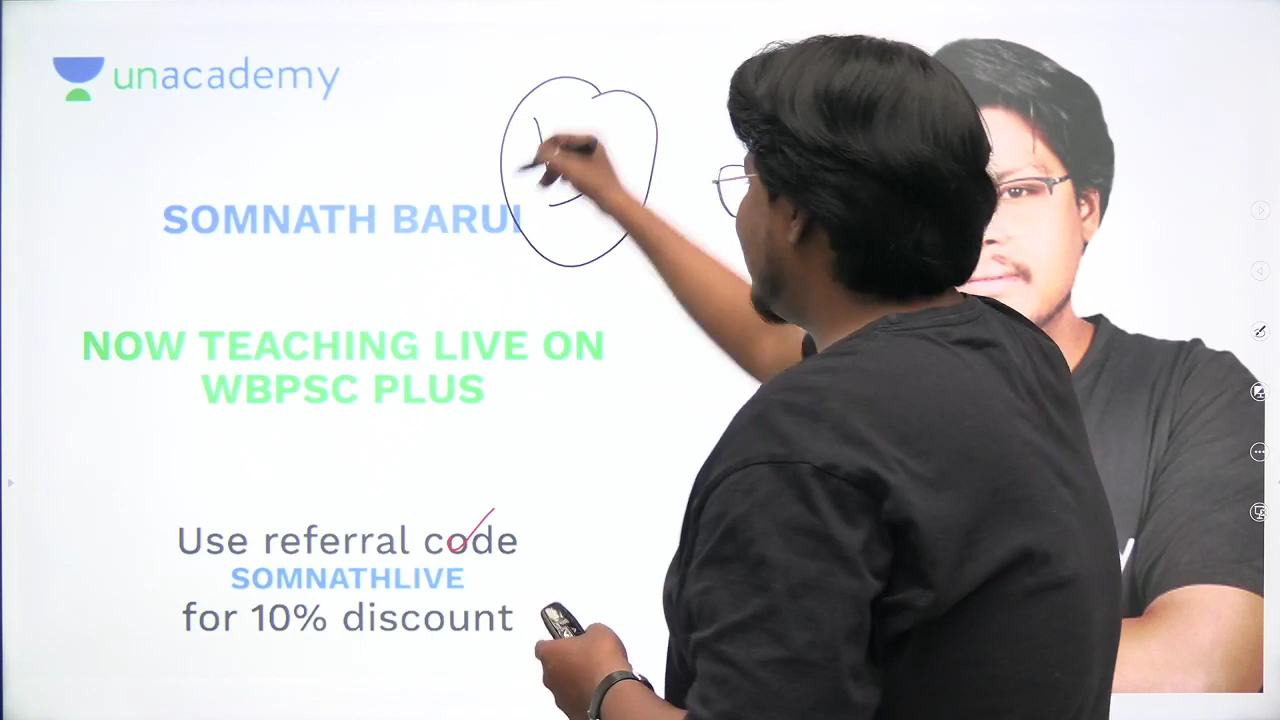 unacademy
SOMNATH BARUI
NOW TEACHING LIVE ON
WBPSC PLUS
Use referral code
SOMNATHLIVE
for 10% discount